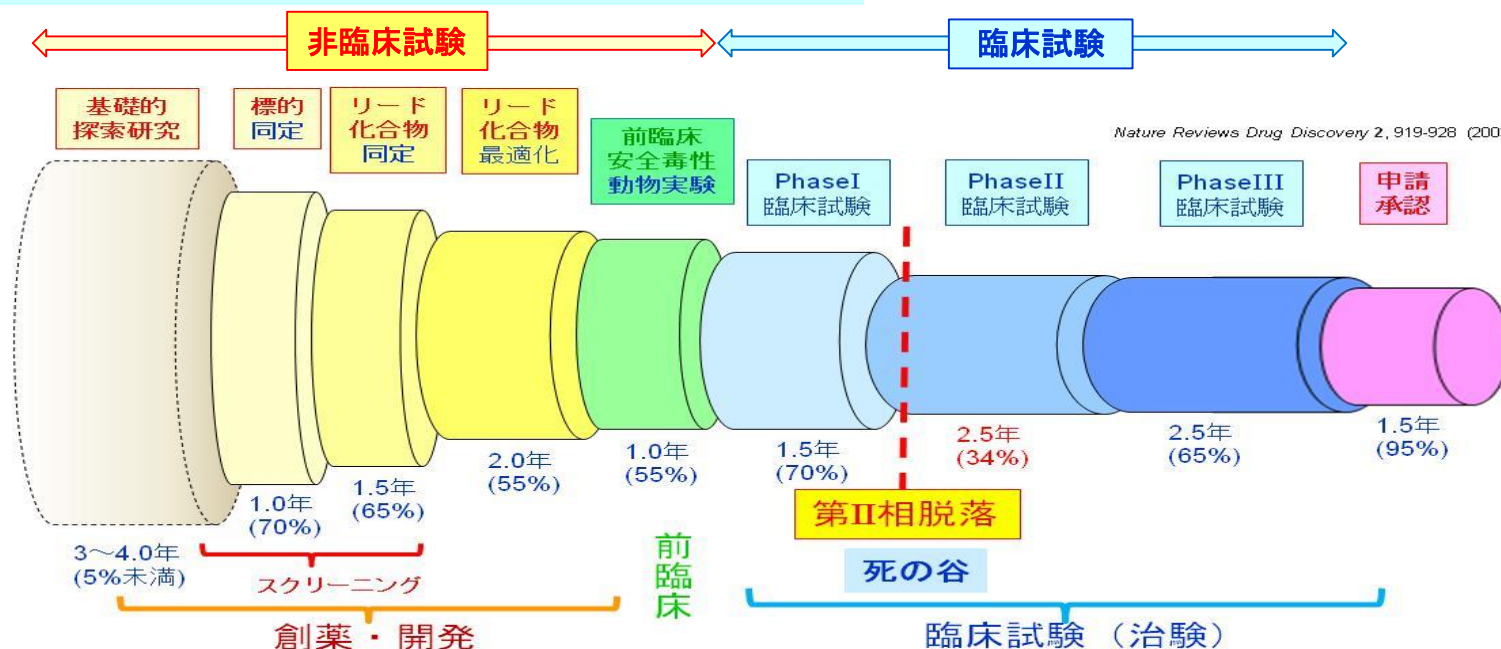 非臨床試験
臨床試験
基礎的
探索研究
標的
同定
リード
化合物
同定
リード
化合物
最適化
前臨床
安全毒性
動物実験
Nature Reviews Drug Discovery 2, 919-928 (200
PhaseI
臨床試験
PhaseII
臨床試験
PhaseIII
臨床試験
申請
承認
3～4.0年
(5%未満)
1.0年
(70%)
1.5年
(65%)
2.0年
(55%)
1.0年
(55%)
1.5年
(70%)
2.5年
(34%)
2.5年
(65%)
1.5年
(95%)
第II相脱落
スクリーニング
前臨床
死の谷
創薬・開発
臨床試験（治験）